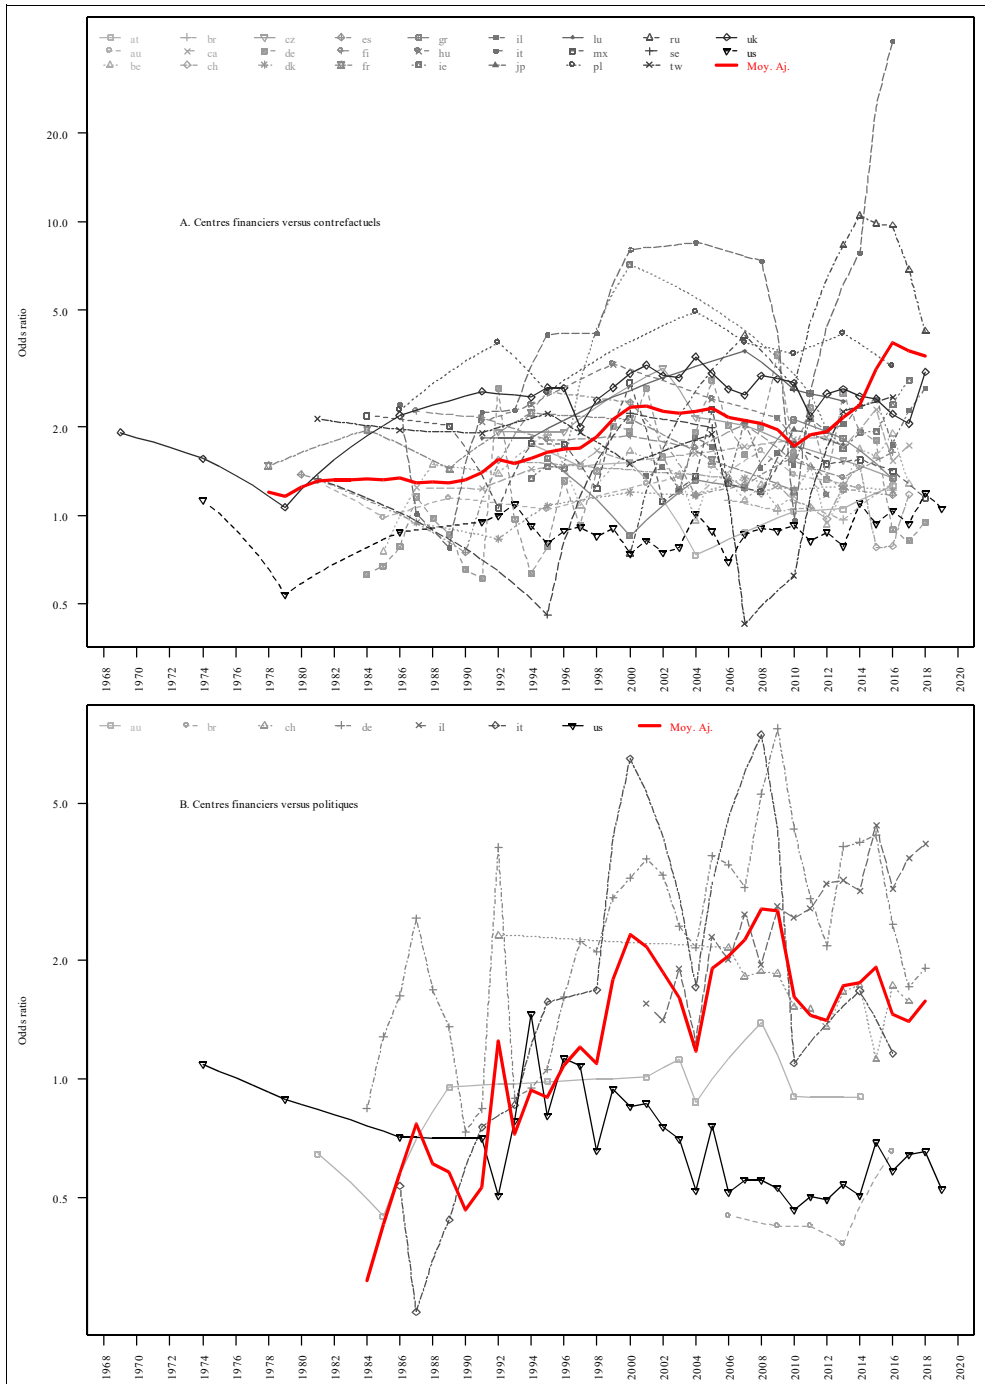 at br cz es gr il lu ru uk
au ca de fi hu it mx se us
be ch dk fr ie jp pl tw Moy. Aj.
20.0
A. Centres financiers versus contrefactuels
10.0
5.0
Odds ratio
2.0
1.0
0.5
1968 1970 1972 1974 1976 1978 1980 1982 1984 1986 1988 1990 1992 1994 1996 1998 2000 2002 2004 2006 2008 2010 2012 2014 2016 2018 2020
au br ch de il it us Moy. Aj.
B. Centres financiers versus politiques
5.0
2.0
Odds ratio
1.0
0.5
1968 1970 1972 1974 1976 1978 1980 1982 1984 1986 1988 1990 1992 1994 1996 1998 2000 2002 2004 2006 2008 2010 2012 2014 2016 2018 2020